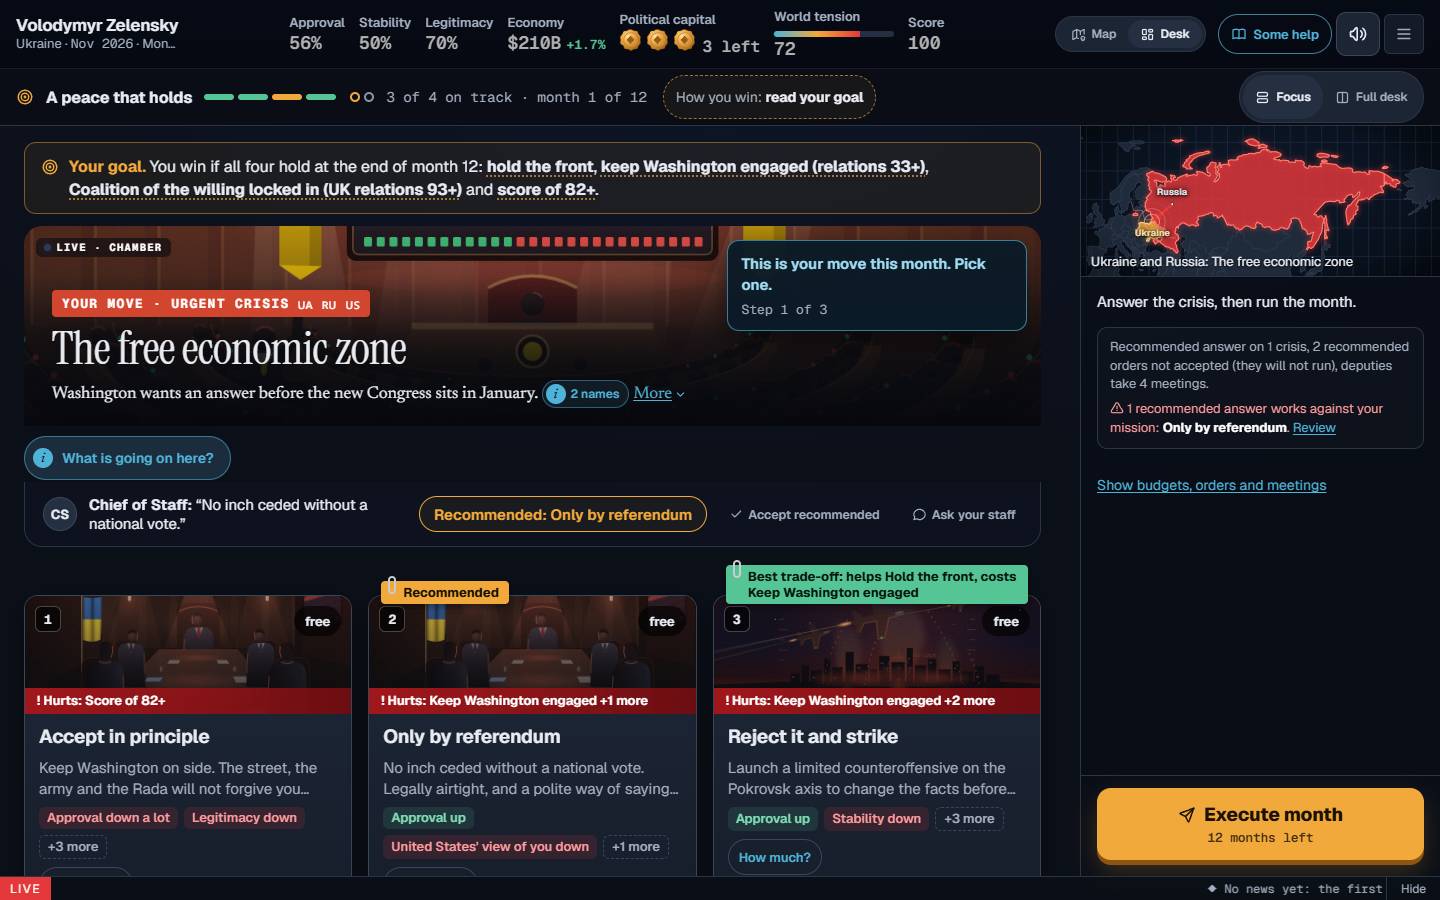 Volodymyr Zelensky
Ukraine · Nov 2026 · Mon…
Approval
56%
Stability
50%
Legitimacy
70%
Economy
$210B +1.7%
Political capital
3 left
World tension
72
Score
100
Map
Desk
Some help
A peace that holds
3 of 4 on track · month 1 of 12
How you win: read your goal
Focus
Full desk
Your goal. You win if all four hold at the end of month 12: hold the front, keep Washington engaged (relations 33+),
Coalition of the willing locked in (UK relations 93+) and score of 82+.
LIVE · CHAMBER
This is your move this month. Pick
one.
Step 1 of 3
YOUR MOVE · URGENT CRISIS UA RU US
The free economic zone
Washington wants an answer before the new Congress sits in January. i 2 names More
i What is going on here?
CS
Chief of Staff: “No inch ceded without a
national vote.”
Recommended: Only by referendum
Accept recommended
Ask your staff
1
free
! Hurts: Score of 82+
Accept in principle
Keep Washington on side. The street, the
army and the Rada will not forgive you…
Approval down a lot
Legitimacy down
+3 more
Recommended
2
free
! Hurts: Keep Washington engaged +1 more
Only by referendum
No inch ceded without a national vote.
Legally airtight, and a polite way of saying…
Approval up
United States' view of you down
+1 more
Best trade-off: helps Hold the front, costs
Keep Washington engaged
3
free
! Hurts: Keep Washington engaged +2 more
Reject it and strike
Launch a limited counteroffensive on the
Pokrovsk axis to change the facts before…
Approval up
Stability down
+3 more
How much?
Russia
Ukraine
Ukraine and Russia: The free economic zone
Answer the crisis, then run the month.
Recommended answer on 1 crisis, 2 recommended
orders not accepted (they will not run), deputies
take 4 meetings.
1 recommended answer works against your
mission: Only by referendum. Review
Show budgets, orders and meetings
Execute month
12 months left
LIVE
◆ No news yet: the first
Hide